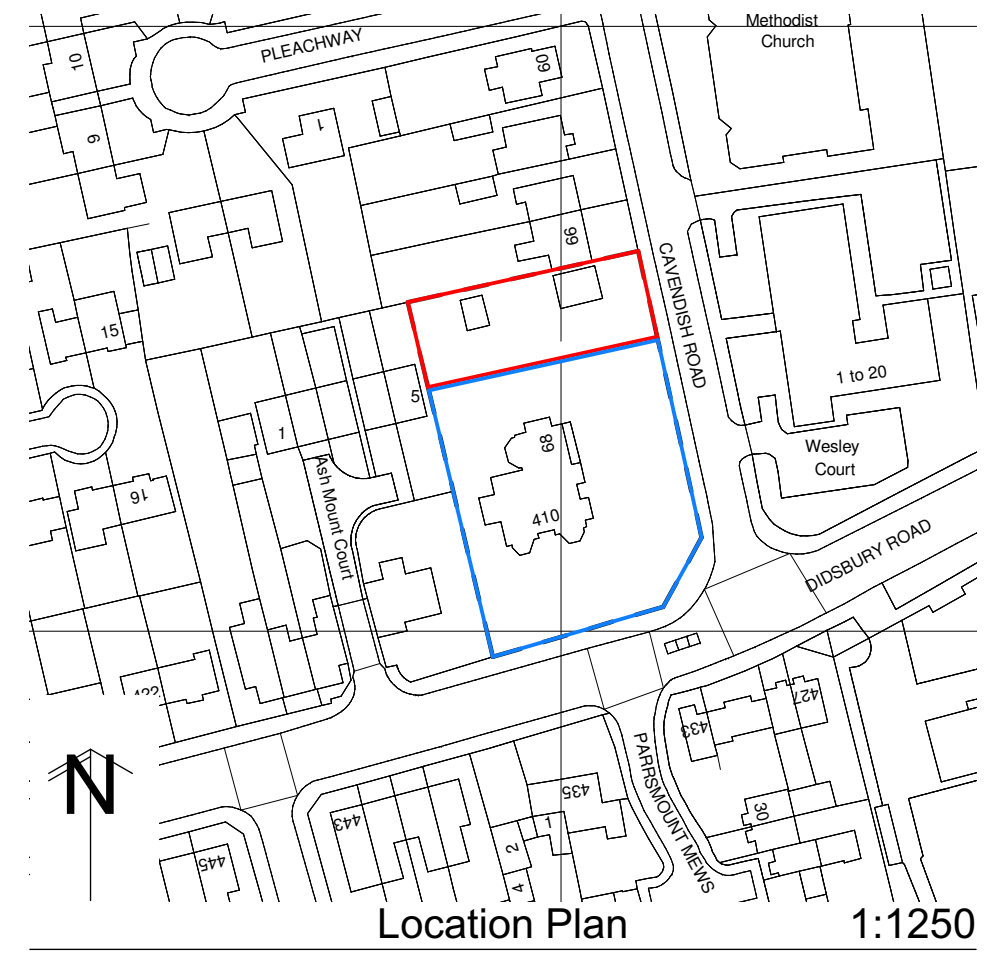 Methodist
Church
PLEACHWAY
10
60
1
9
66
CAVENDISH ROAD
15
1 to 20
5
1
68
Wesley
Court
16
Ash Mount Court
410
DIDSBURY ROAD
422
427
433
PARRSMOUNT MEWS
435
30
443
1
2
445
4
N
Location Plan
1:1250